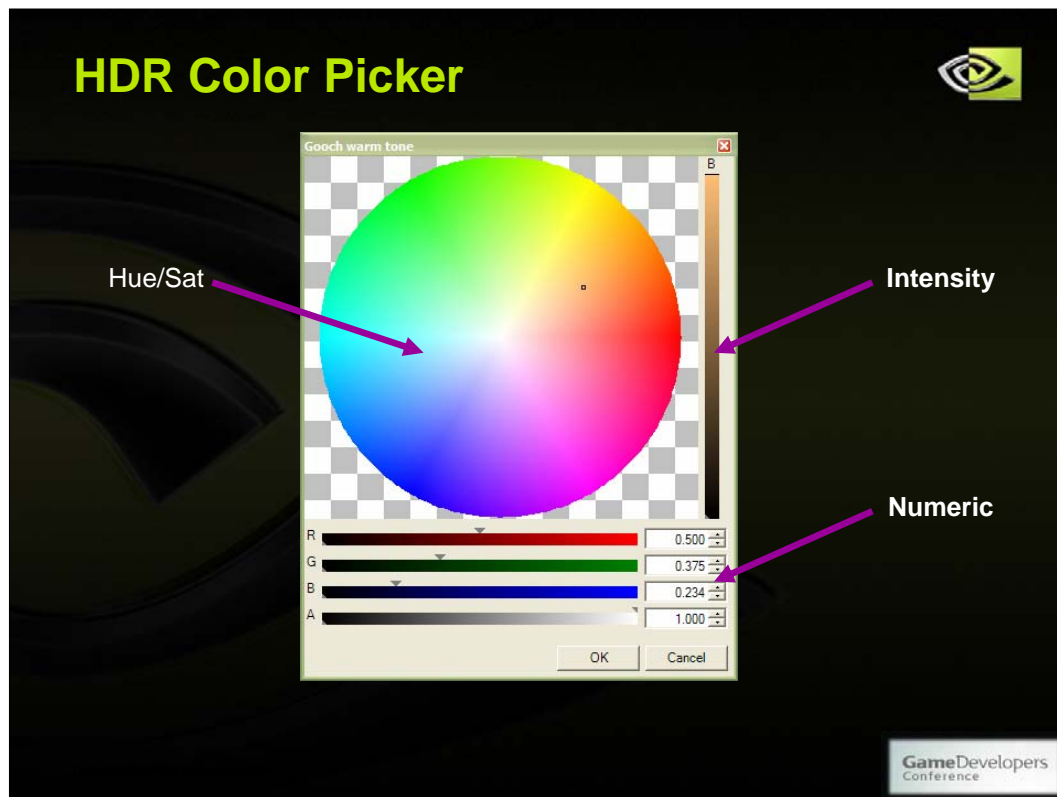 HDR Color Picker
Gooch warm tone
B
Hue/Sat
Intensity
Numeric
R
0.500
G
0.375
B
0.234
A
1.000
OK
Cancel
GameDevelopers
Conference